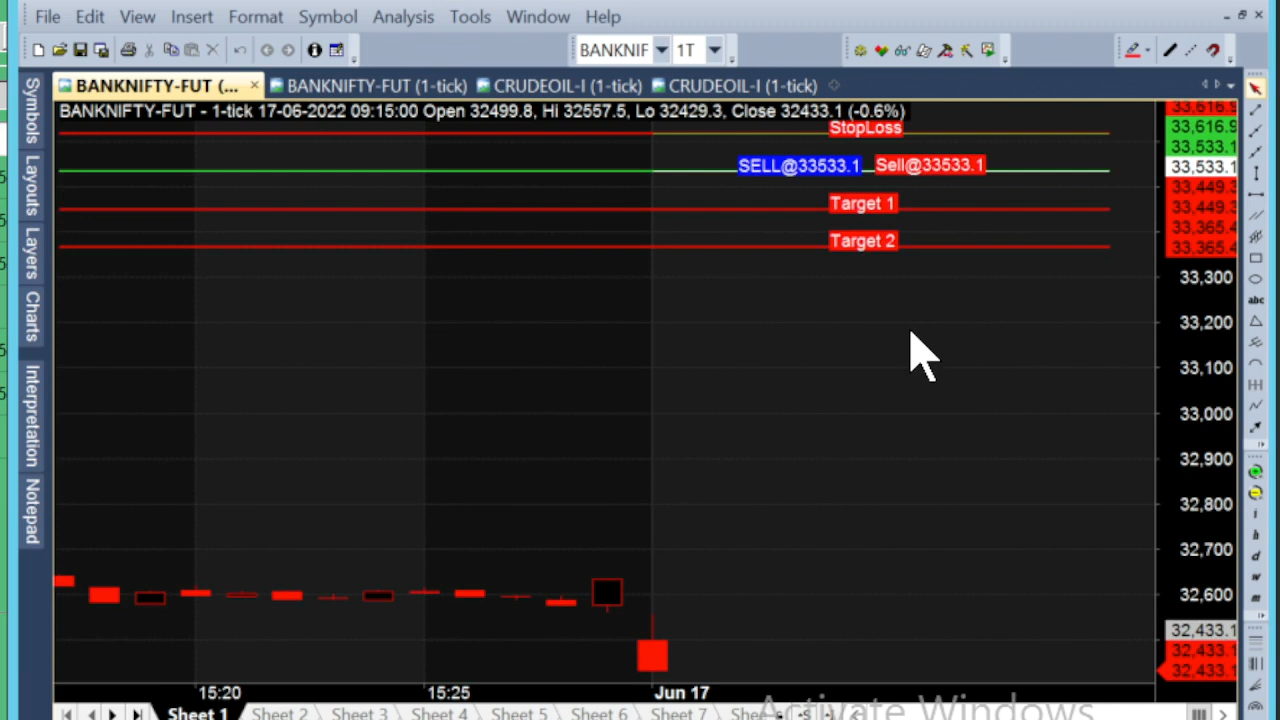 File Edit View Insert Format Symbol Analysis Tools Window Help
BANKNIF 1T
BANKNIFTY-FUT (... BANKNIFTY-FUT (1-tick) CRUDEOIL-I (1-tick) CRUDEOIL-I (1-tick)
BANKNIFTY-FUT - 1-tick 17-06-2022 09:15:00 Open 32499.8, Hi 32557.5, Lo 32429.3, Close 32433.1 (-0.6%)
Symbols
Layouts
Layers
Charts
Interpretation
Notepad
StopLoss
SELL@33533.1 Sell@33533.1
Target 1
Target 2
33,616.9
33,616.9
33,533.1
33,533.1
33,449.3
33,449.3
33,365.4
33,365.4
33,300
33,200
33,100
33,000
32,900
32,800
32,700
32,600
32,433.1
32,433.1
32,433.1
abc
i
h
d
w
m
15:20 15:25 Jun 17
Sheet 1 Sheet 2 Sheet 3 Sheet 4 Sheet 5 Sheet 6 Sheet 7
Activate Windows